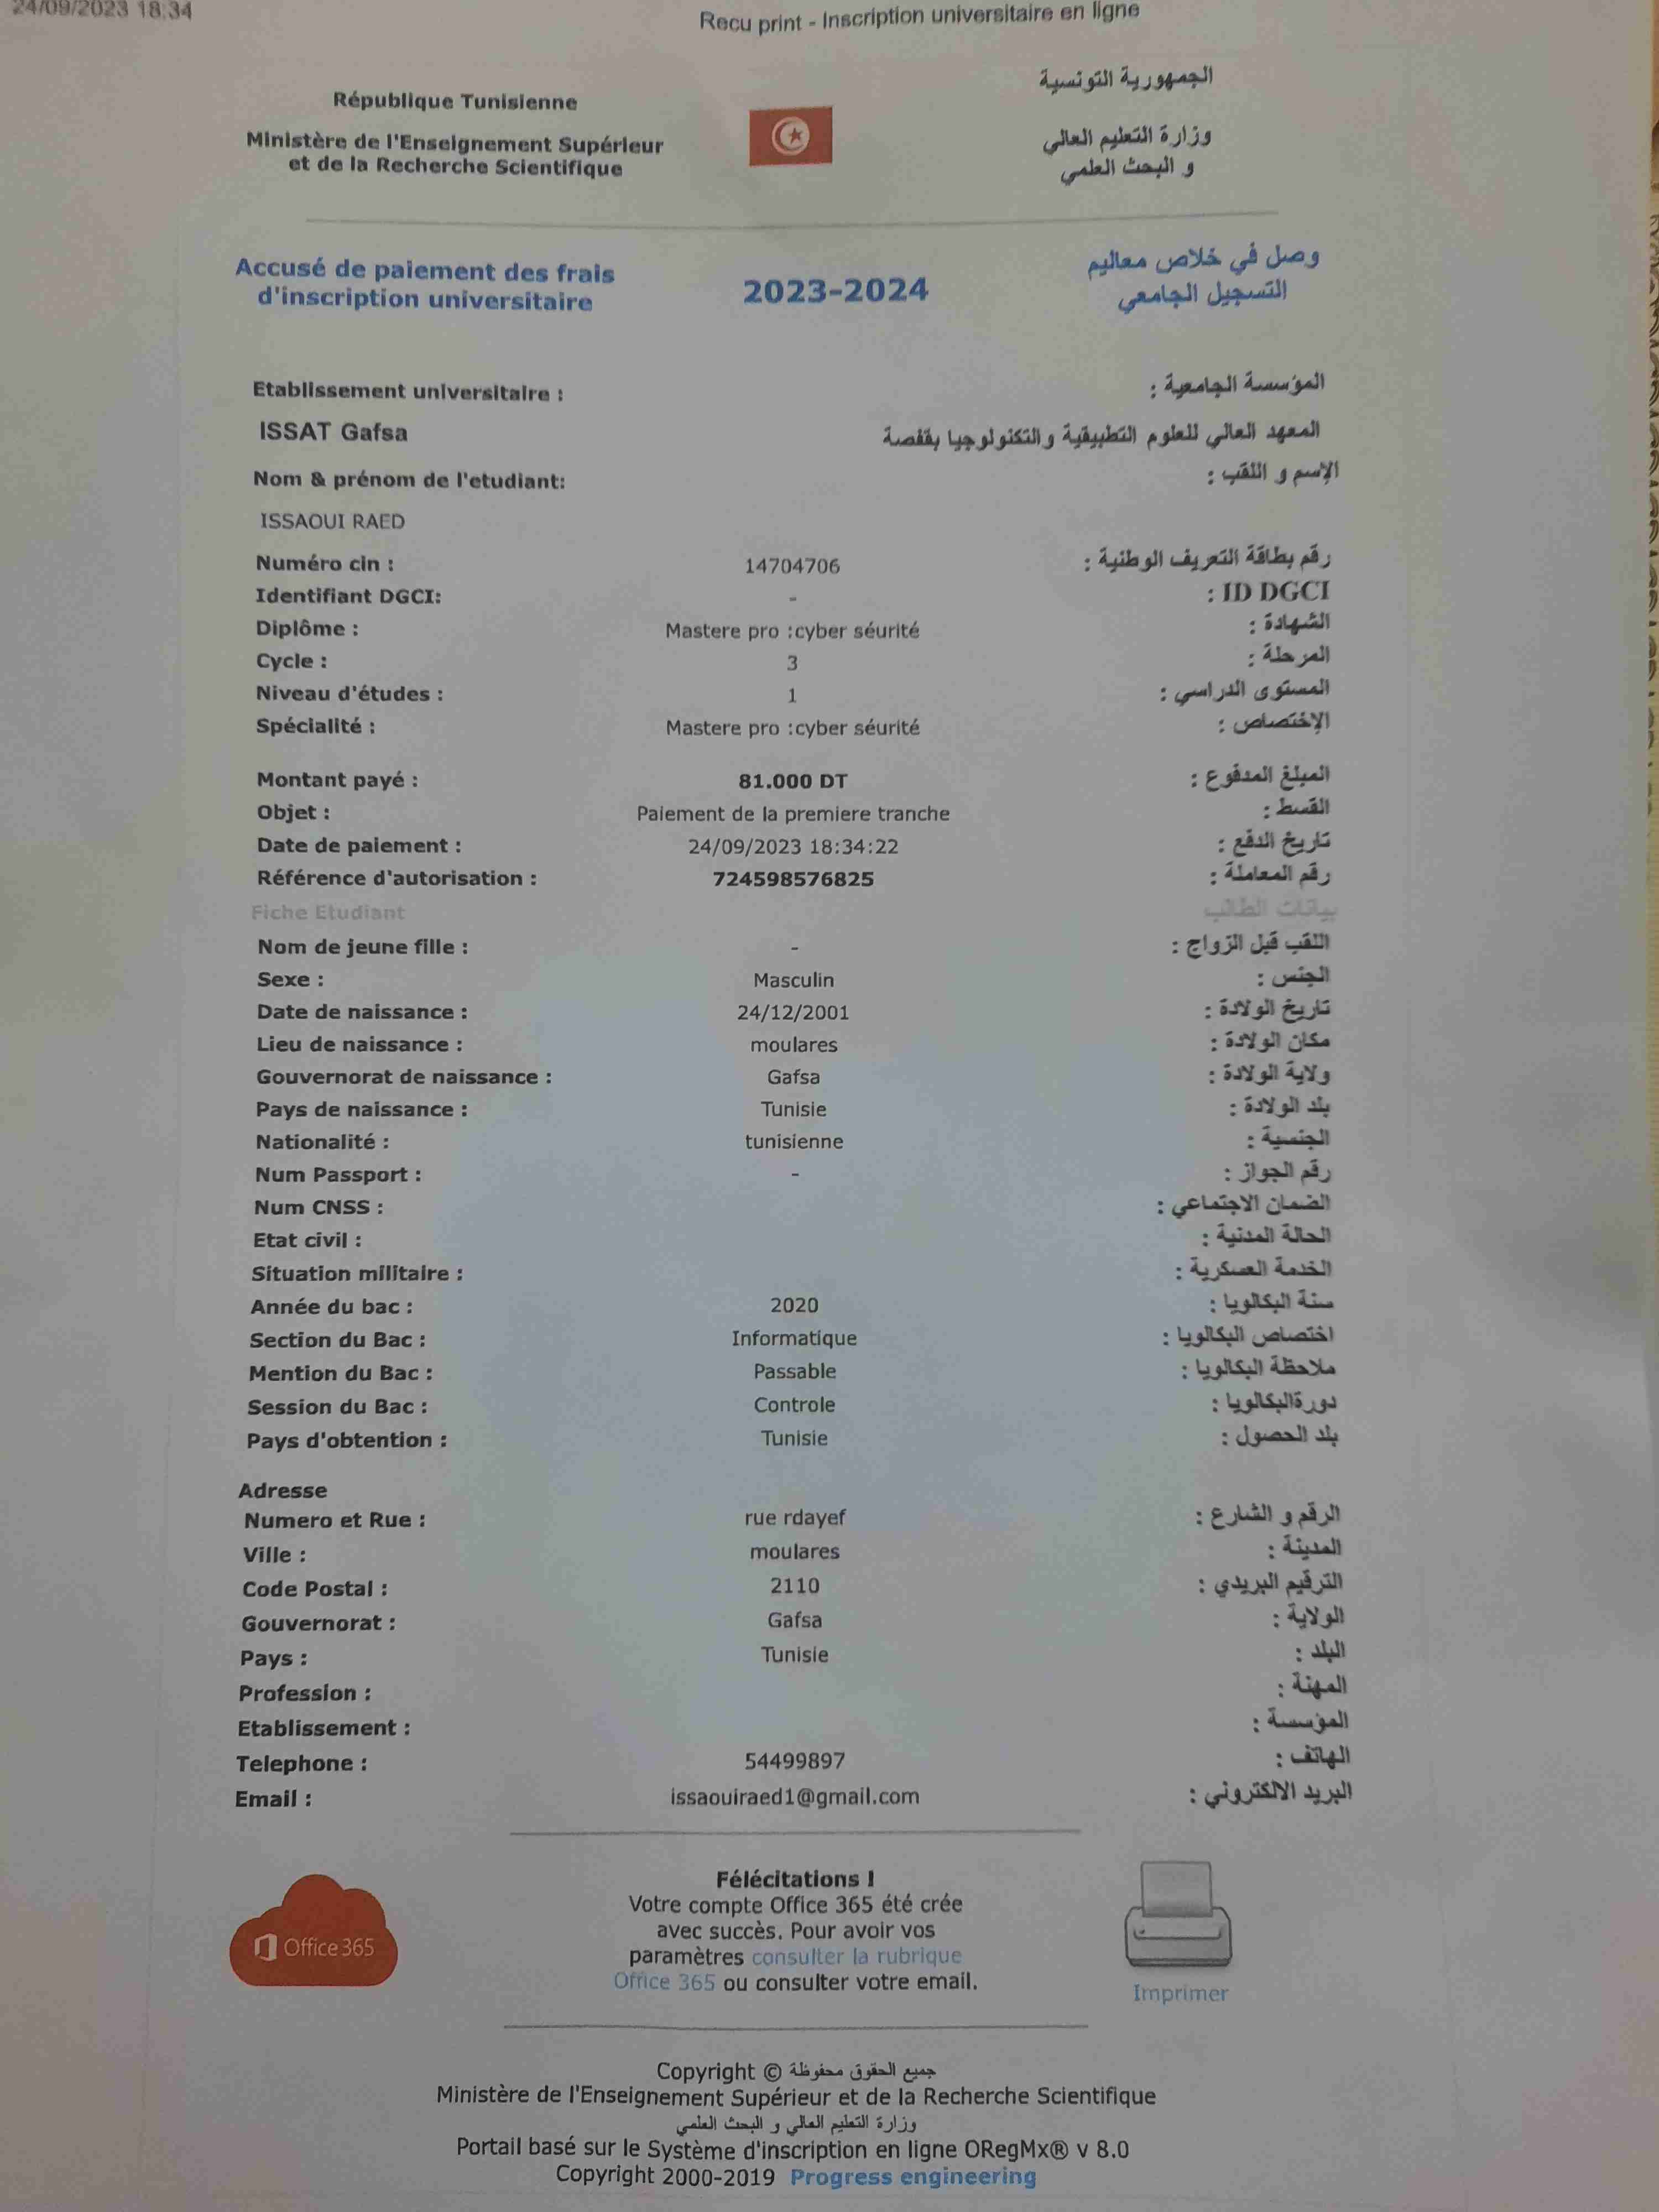 24/09/2023 18:34
Recu print - Inscription universitaire en ligne
République Tunisienne
الجمهورية التونسية
Ministère de l'Enseignement Supérieur
et de la Recherche Scientifique
وزارة التعليم العالي
و البحث العلمي
Accusé de paiement des frais
d'inscription universitaire
2023-2024
وصل في خلاص معاليم
التسجيل الجامعي
Etablissement universitaire : المؤسسة الجامعية :
ISSAT Gafsa المعهد العالي للعلوم التطبيقية والتكنولوجيا بقفصة
Nom & prénom de l'etudiant: الإسم و اللقب :
ISSAOUI RAED
Numéro cin : 14704706 رقم بطاقة التعريف الوطنية :
Identifiant DGCI: - ID DGCI :
Diplôme : Mastere pro :cyber séurité الشهادة :
Cycle : 3 المرحلة :
Niveau d'études : 1 المستوى الدراسي :
Spécialité : Mastere pro :cyber séurité الإختصاص :
Montant payé : 81.000 DT المبلغ المدفوع :
Objet : Paiement de la premiere tranche القسط :
Date de paiement : 24/09/2023 18:34:22 تاريخ الدفع :
Référence d'autorisation : 724598576825 رقم المعاملة :
Fiche Etudiant بيانات الطالب
Nom de jeune fille : - اللقب قبل الزواج :
Sexe : Masculin الجنس :
Date de naissance : 24/12/2001 تاريخ الولادة :
Lieu de naissance : moulares مكان الولادة :
Gouvernorat de naissance : Gafsa ولاية الولادة :
Pays de naissance : Tunisie بلد الولادة :
Nationalité : tunisienne الجنسية :
Num Passport : - رقم الجواز :
Num CNSS : الضمان الاجتماعي :
Etat civil : الحالة المدنية :
Situation militaire : الخدمة العسكرية :
Année du bac : 2020 سنة البكالويا :
Section du Bac : Informatique اختصاص البكالويا :
Mention du Bac : Passable ملاحظة البكالويا :
Session du Bac : Controle دورةالبكالويا :
Pays d'obtention : Tunisie بلد الحصول :
Adresse
Numero et Rue : rue rdayef الرقم و الشارع :
Ville : moulares المدينة :
Code Postal : 2110 الترقيم البريدي :
Gouvernorat : Gafsa الولاية :
Pays : Tunisie البلد :
Profession : المهنة :
Etablissement : المؤسسة :
Telephone : 54499897 الهاتف :
Email : issaouiraed1@gmail.com البريد الالكتروني :
Office 365
Félécitations !
Votre compte Office 365 été crée
avec succès. Pour avoir vos
paramètres consulter la rubrique
Office 365 ou consulter votre email.
Imprimer
Copyright © جميع الحقوق محفوظة
Ministère de l'Enseignement Supérieur et de la Recherche Scientifique
وزارة التعليم العالي و البحث العلمي
Portail basé sur le Système d'inscription en ligne ORegMx® v 8.0
Copyright 2000-2019 Progress engineering